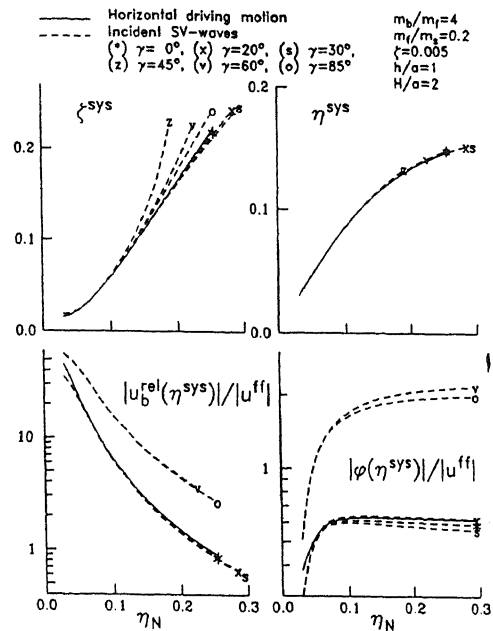 Horizontal driving motion
Incident SV-waves
(*) γ= 0°, (x) γ=20°, (s) γ=30°,
(z) γ=45°, (v) γ=60°, (o) γ=85°
m_b/m_f=4
m_f/m_s=0.2
ζ=0.005
h/a=1
H/a=2
ζ^sys
z v o xs
0.2
0.1
0.0
η^sys
z xs
0.1
0.0
|u_b^rel(η^sys)|/|u^ff|
10
1
v o x s
0.0 0.1 0.2 0.3
η_N
|φ(η^sys)|/|u^ff|
1
v
o
x
s
0.0 0.1 0.2 0.3
η_N